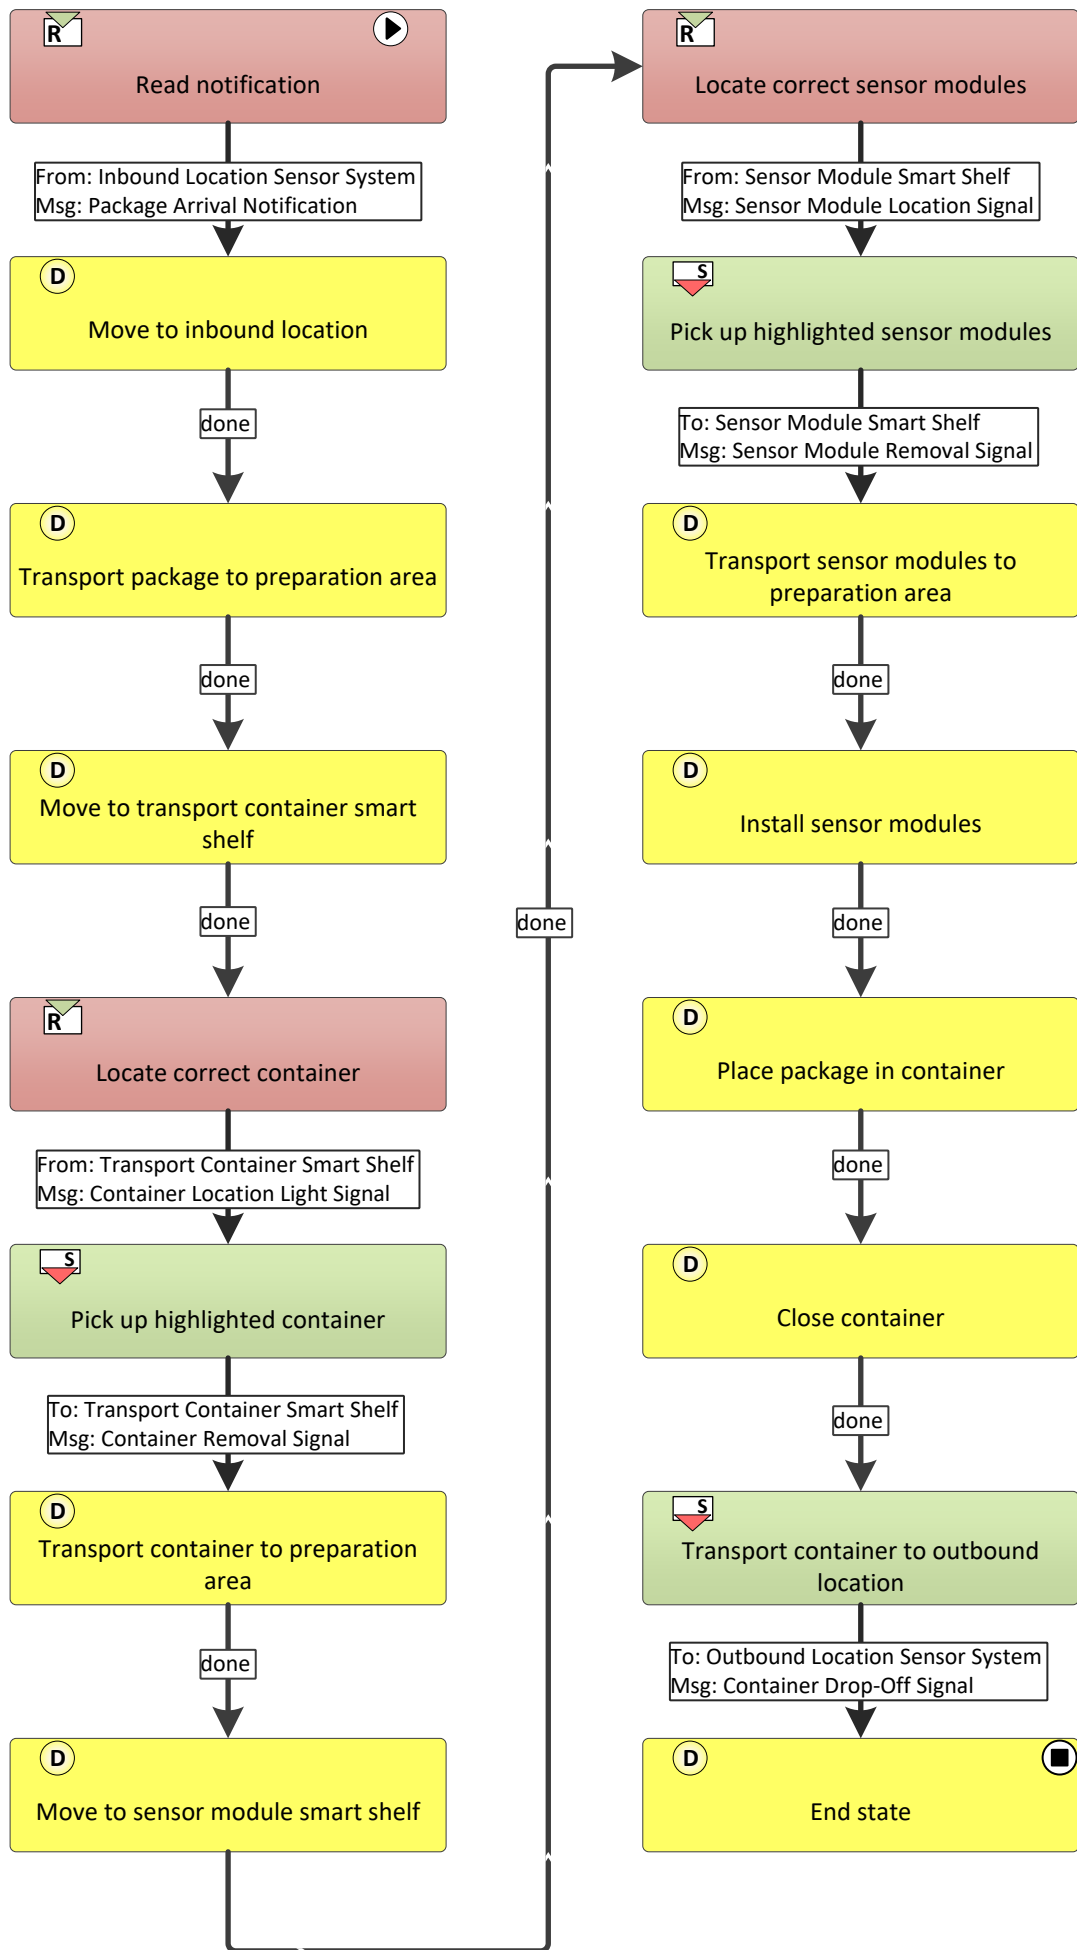 R
Read notification
From: Inbound Location Sensor System
Msg: Package Arrival Notification
D
Move to inbound location
done
D
Transport package to preparation area
done
D
Move to transport container smart
shelf
done
R
Locate correct container
From: Transport Container Smart Shelf
Msg: Container Location Light Signal
S
Pick up highlighted container
To: Transport Container Smart Shelf
Msg: Container Removal Signal
D
Transport container to preparation
area
done
D
Move to sensor module smart shelf
done
R
Locate correct sensor modules
From: Sensor Module Smart Shelf
Msg: Sensor Module Location Signal
S
Pick up highlighted sensor modules
To: Sensor Module Smart Shelf
Msg: Sensor Module Removal Signal
D
Transport sensor modules to
preparation area
done
D
Install sensor modules
done
D
Place package in container
done
D
Close container
done
S
Transport container to outbound
location
To: Outbound Location Sensor System
Msg: Container Drop-Off Signal
D
End state